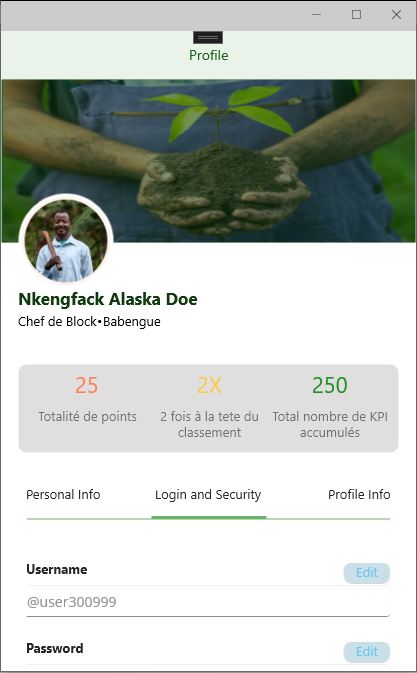 Profile
Nkengfack Alaska Doe
Chef de Block•Babengue
25 2X 250
Totalité de points 2 fois à la tete du Total nombre de KPI
classement accumulés
Personal Info Login and Security Profile Info
Username Edit
@user300999
Password Edit